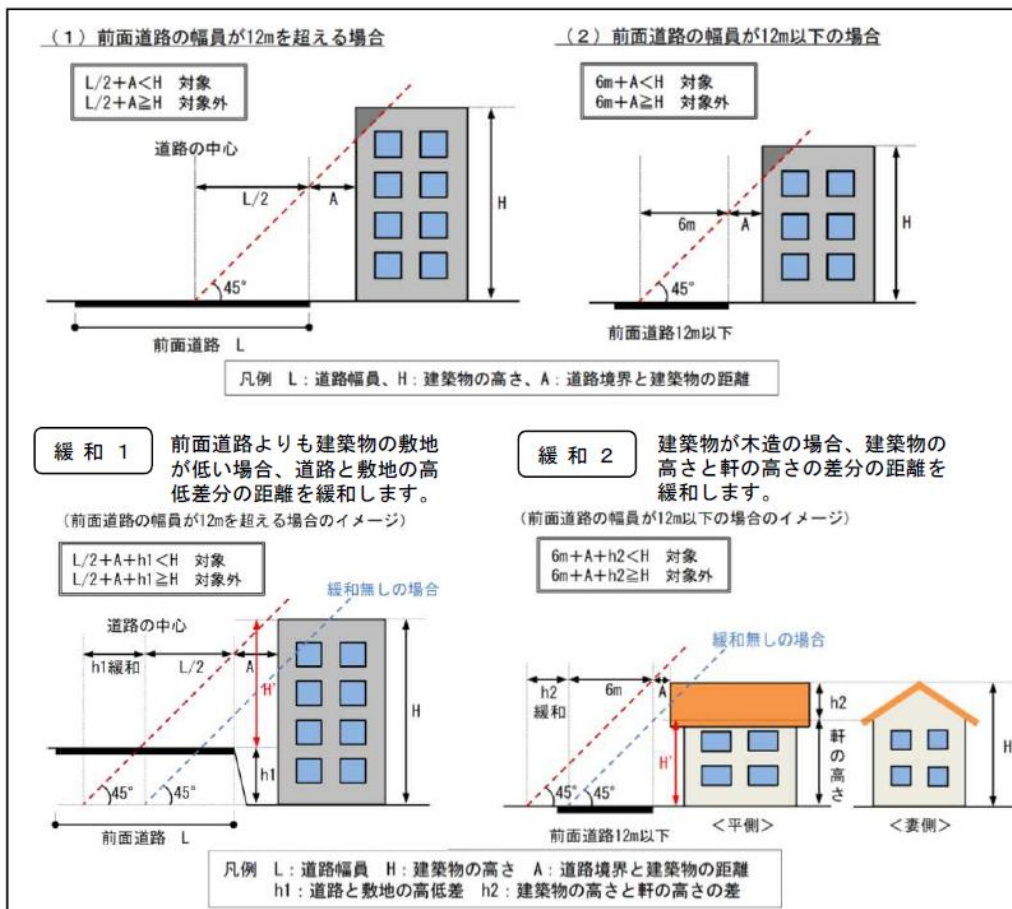 （１）前面道路の幅員が12mを超える場合
L/2+A<H　対象
L/2+A≧H　対象外
道路の中心
L/2
A
H
45°
前面道路　L
（２）前面道路の幅員が12m以下の場合
6m+A<H　対象
6m+A≧H　対象外
6m
A
H
45°
前面道路12m以下
凡例　L：道路幅員、H：建築物の高さ、A：道路境界と建築物の距離
緩和１
前面道路よりも建築物の敷地
が低い場合、道路と敷地の高
低差分の距離を緩和します。
（前面道路の幅員が12mを超える場合のイメージ）
L/2+A+h1<H　対象
L/2+A+h1≧H　対象外
緩和無しの場合
道路の中心
h1緩和
L/2
A
H'
H
h1
45°
45°
前面道路　L
緩和２
建築物が木造の場合、建築物の
高さと軒の高さの差分の距離を
緩和します。
（前面道路の幅員が12m以下の場合のイメージ）
6m+A+h2<H　対象
6m+A+h2≧H　対象外
緩和無しの場合
h2
緩和
6m
A
h2
H'
軒の高さ
H
45°
45°
前面道路12m以下
＜平側＞
＜妻側＞
凡例　L：道路幅員　H：建築物の高さ　A：道路境界と建築物の距離
h1：道路と敷地の高低差　h2：建築物の高さと軒の高さの差